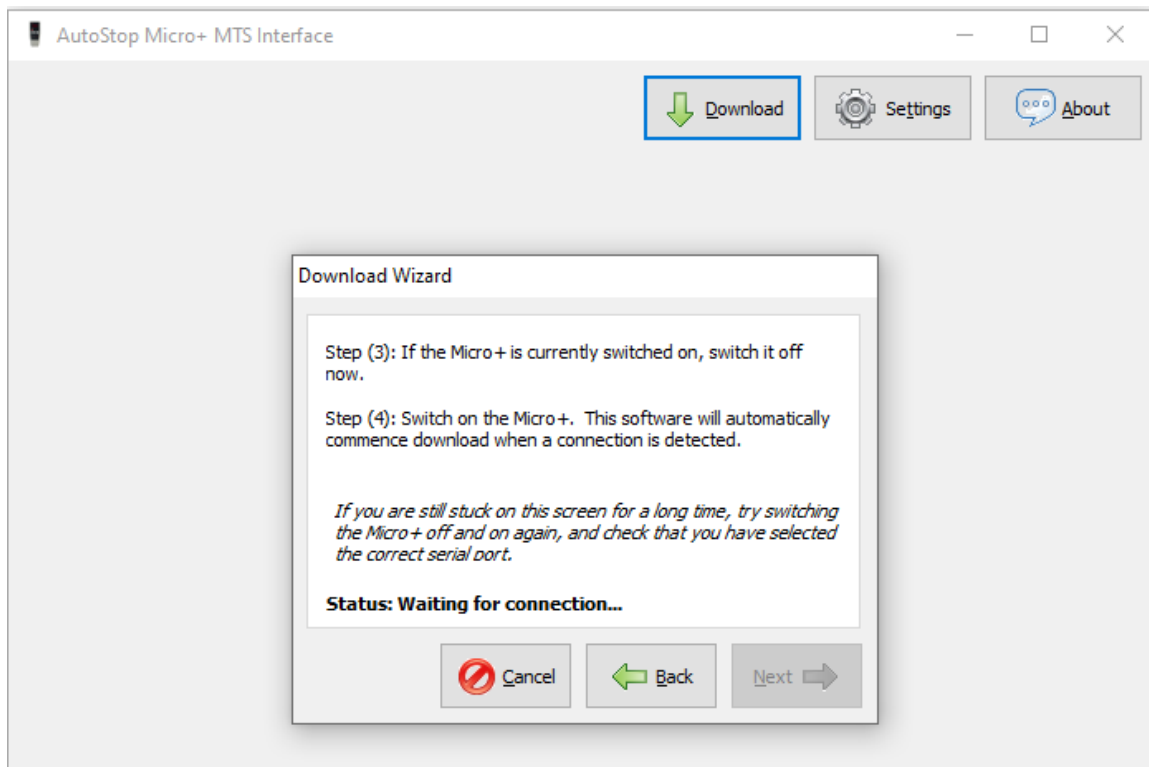 AutoStop Micro+ MTS Interface
Download
Settings
About
Download Wizard
Step (3): If the Micro+ is currently switched on, switch it off
now.
Step (4): Switch on the Micro+.  This software will automatically
commence download when a connection is detected.
If you are still stuck on this screen for a long time, try switching
the Micro+ off and on again, and check that you have selected
the correct serial port.
Status: Waiting for connection...
Cancel
Back
Next